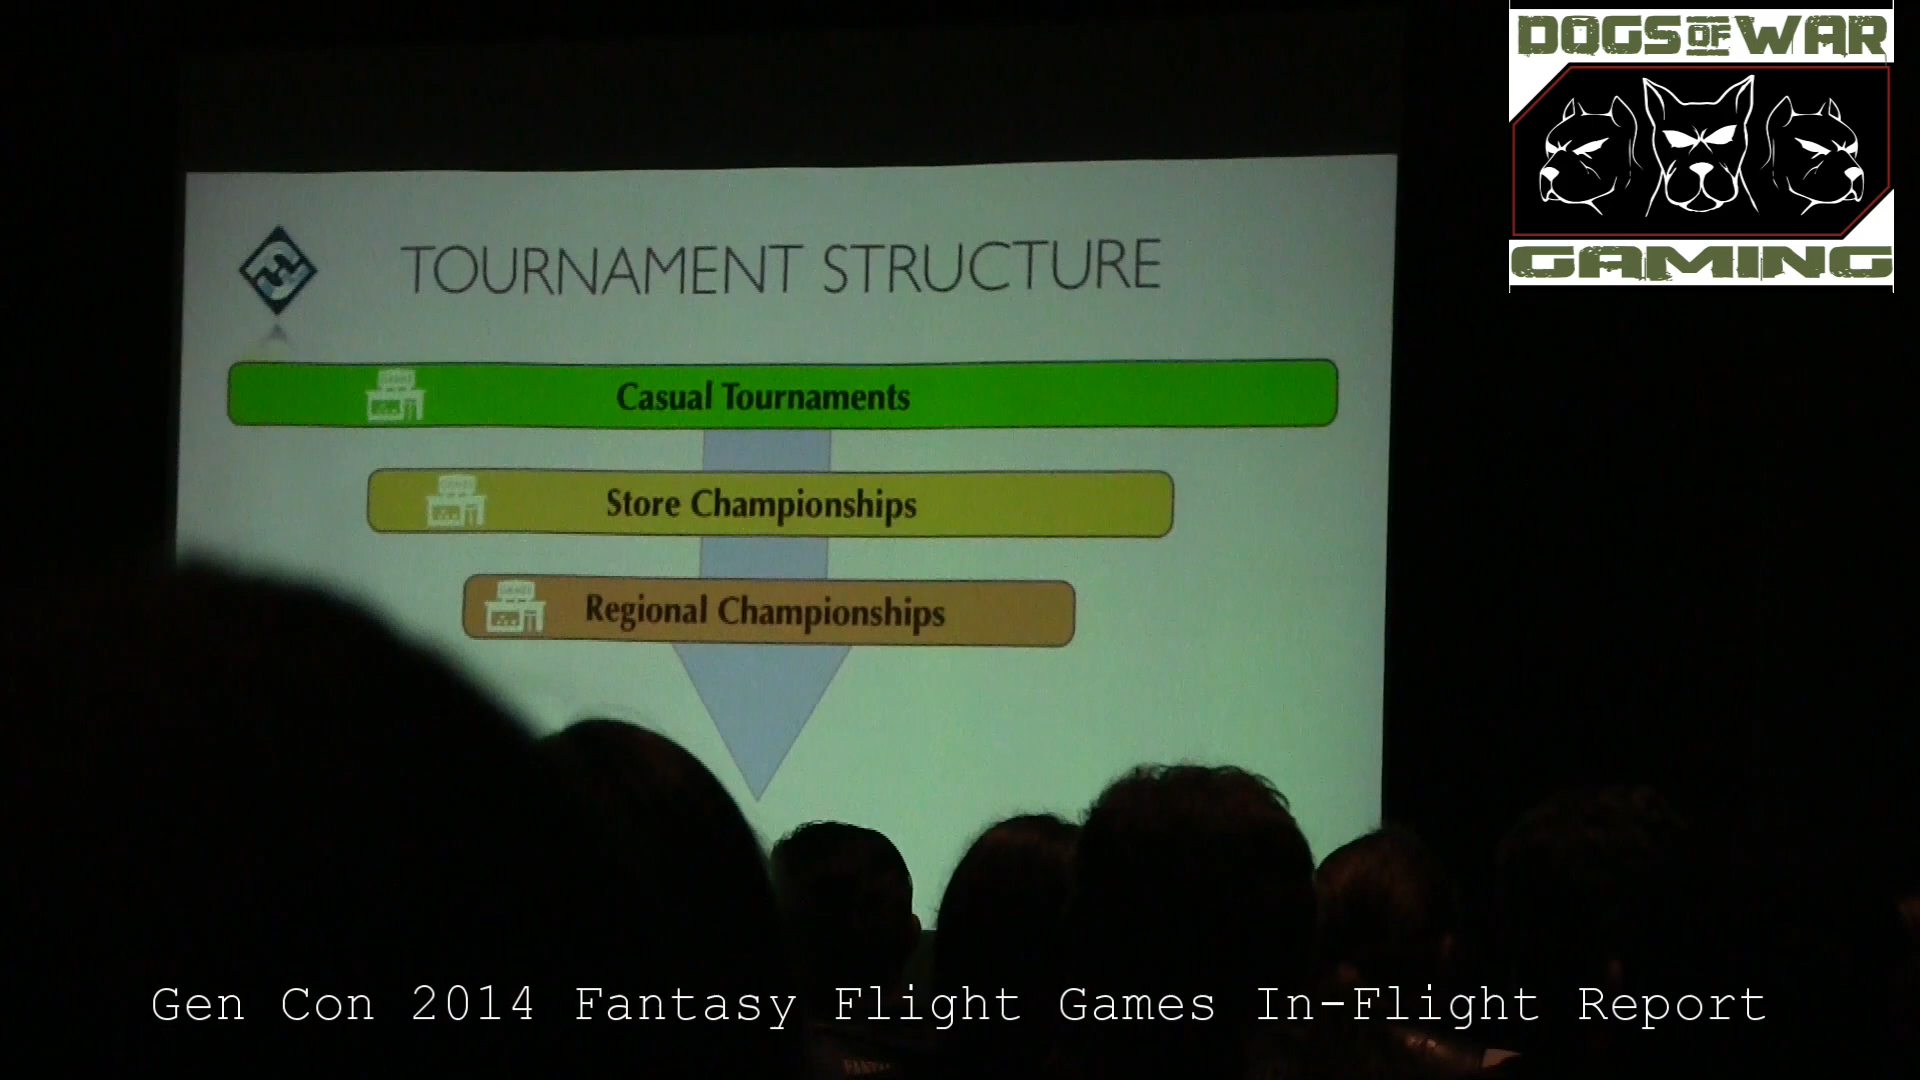 DOGS OF WAR
GAMING
TOURNAMENT STRUCTURE
Casual Tournaments
Store Championships
Regional Championships
Gen Con 2014 Fantasy Flight Games In-Flight Report